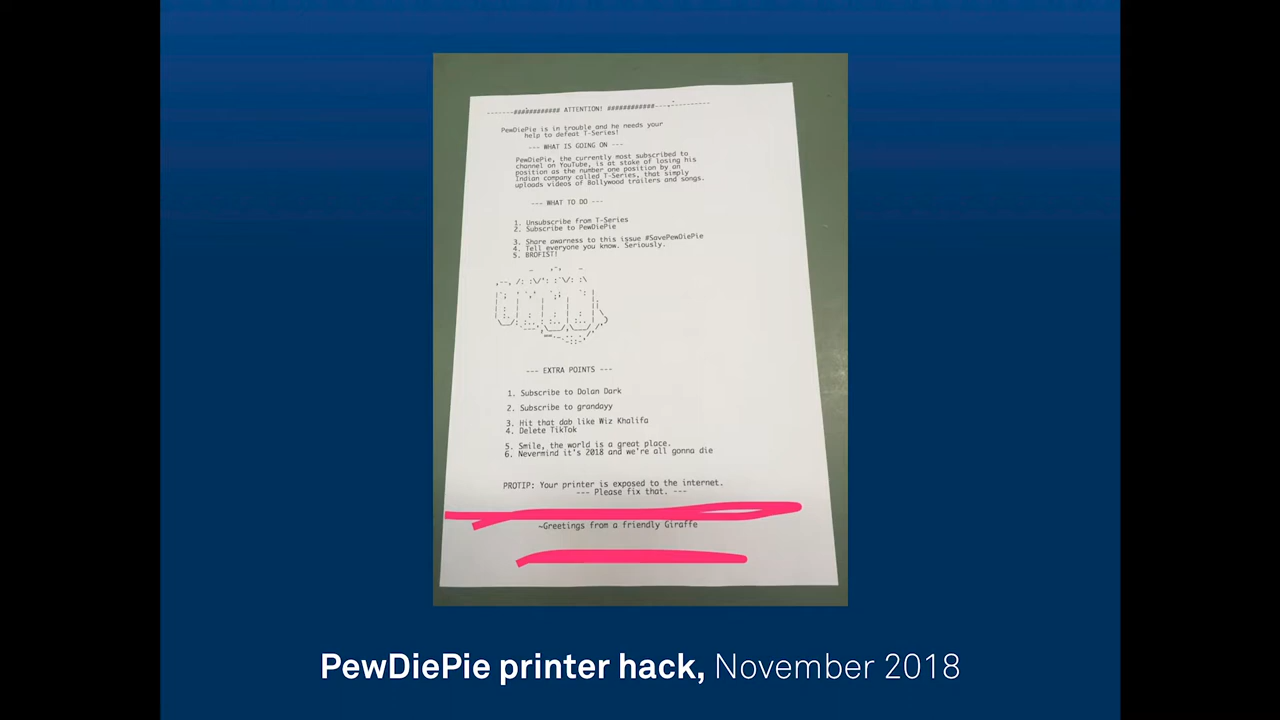 ------############ ATTENTION! ############-------------
PewDiePie is in trouble and he needs your
help to defeat T-Series!
--- WHAT IS GOING ON ---
PewDiePie, the currently most subscribed to
channel on YouTube, is at stake of losing his
position as the number one position by an
Indian company called T-Series, that simply
uploads videos of Bollywood trailers and songs.
--- WHAT TO DO ---
1. Unsubscribe from T-Series
2. Subscribe to PewDiePie
3. Share awarness to this issue #SavePewDiePie
4. Tell everyone you know. Seriously.
5. BROFIST!
--- EXTRA POINTS ---
1. Subscribe to Dolan Dark
2. Subscribe to grandayy
3. Hit that dab like Wiz Khalifa
4. Delete TikTok
5. Smile, the world is a great place.
6. Nevermind it's 2018 and we're all gonna die
PROTIP: Your printer is exposed to the internet.
--- Please fix that. ---
~Greetings from a friendly Giraffe
PewDiePie printer hack, November 2018